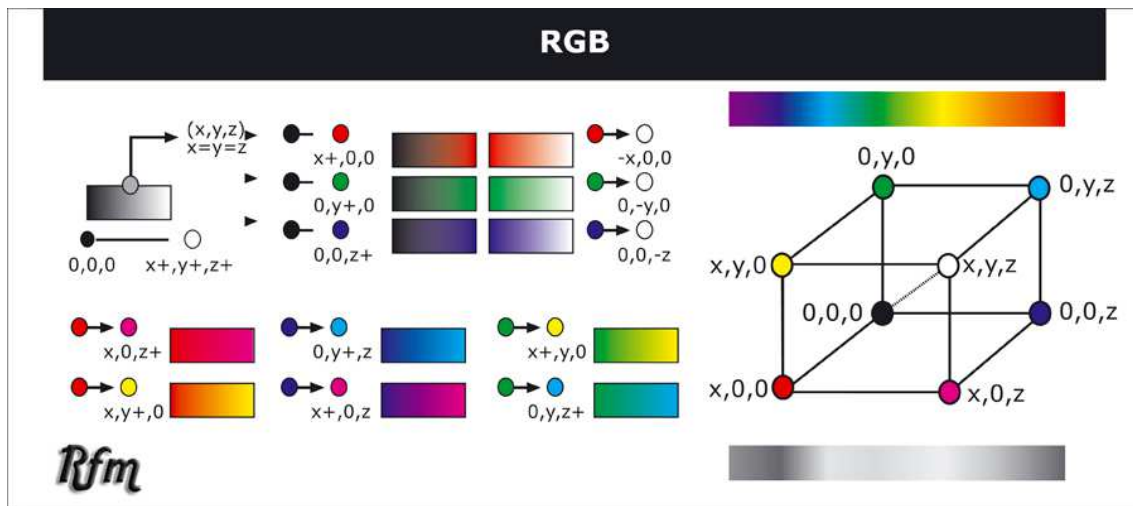 RGB
(x,y,z)
x=y=z
0,0,0
x+,y+,z+
x+,0,0
0,y+,0
0,0,z+
-x,0,0
0,-y,0
0,0,-z
x,0,z+
0,y+,z
x+,y,0
x,y+,0
x+,0,z
0,y,z+
0,y,0
0,y,z
x,y,0
x,y,z
0,0,0
0,0,z
x,0,0
x,0,z
Rfm